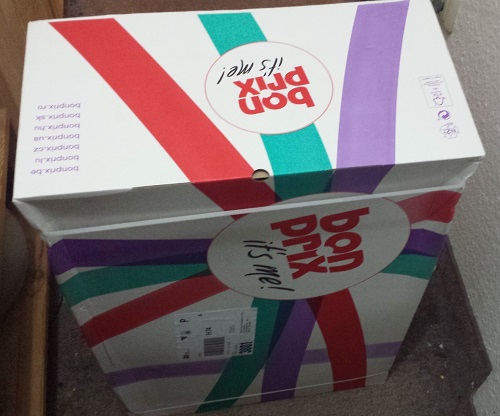 bon
prix
it's me!
bonprix.ro
bonprix.sk
bonprix.hu
bonprix.ua
bonprix.cz
bonprix.lu
bonprix.be
bon
prix
it's me!